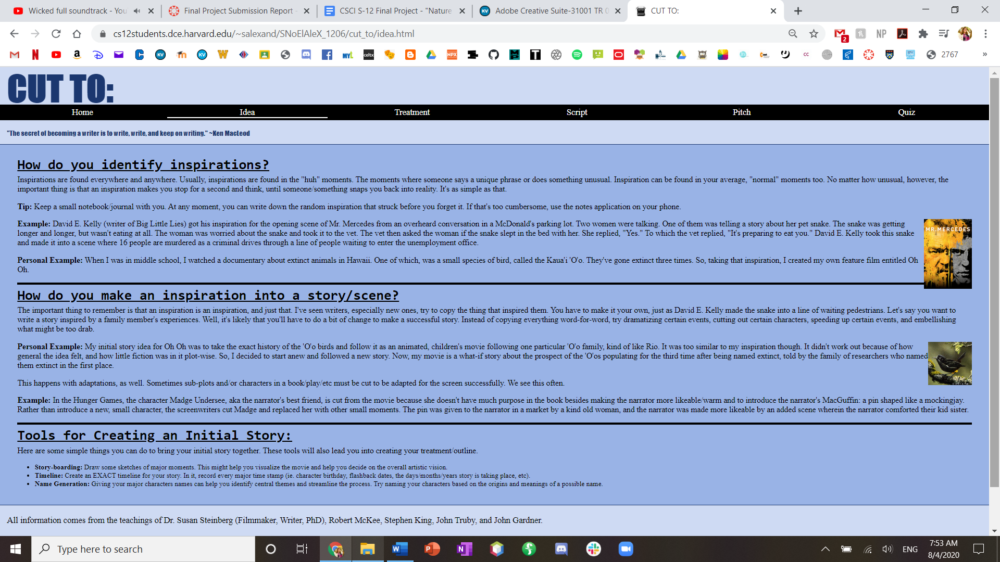 Wicked full soundtrack - You
Final Project Submission Report -
CSCI S-12 Final Project - "Nature
Adobe Creative Suite-31001 TR 0
CUT TO:
cs12students.dce.harvard.edu/~salexand/SNoElAleX_1206/cut_to/idea.html
2
NP
celtx
NPX
cc
2767
CUT TO:
Home
Idea
Treatment
Script
Pitch
Quiz
"The secret of becoming a writer is to write, write, and keep on writing." ~Ken MacLeod
How do you identify inspirations?
Inspirations are found everywhere and anywhere. Usually, inspirations are found in the "huh" moments. The moments where someone says a unique phrase or does something unusual. Inspiration can be found in your average, "normal" moments too. No matter how unusual, however, the
important thing is that an inspiration makes you stop for a second and think, until someone/something snaps you back into reality. It's as simple as that.
Tip: Keep a small notebook/journal with you. At any moment, you can write down the random inspiration that struck before you forget it. If that's too cumbersome, use the notes application on your phone.
Example: David E. Kelly (writer of Big Little Lies) got his inspiration for the opening scene of Mr. Mercedes from an overheard conversation in a McDonald's parking lot. Two women were talking. One of them was telling a story about her pet snake. The snake was getting
longer and longer, but wasn't eating at all. The woman was worried about the snake and took it to the vet. The vet then asked the woman if the snake slept in the bed with her. She replied, "Yes." To which the vet replied, "It's preparing to eat you." David E. Kelly took this snake
and made it into a scene where 16 people are murdered as a criminal drives through a line of people waiting to enter the unemployment office.
MR. MERCEDES
Personal Example: When I was in middle school, I watched a documentary about extinct animals in Hawaii. One of which, was a small species of bird, called the Kaua'i 'O'o. They've gone extinct three times. So, taking that inspiration, I created my own feature film entitled Oh
Oh.
How do you make an inspiration into a story/scene?
The important thing to remember is that an inspiration is an inspiration, and just that. I've seen writers, especially new ones, try to copy the thing that inspired them. You have to make it your own, just as David E. Kelly made the snake into a line of waiting pedestrians. Let's say you want to
write a story inspired by a family member's experiences. Well, it's likely that you'll have to do a bit of change to make a successful story. Instead of copying everything word-for-word, try dramatizing certain events, cutting out certain characters, speeding up certain events, and embellishing
what might be too drab.
Personal Example: My initial story idea for Oh Oh was to take the exact history of the 'O'o birds and follow it as an animated, children's movie following one particular 'O'o family, kind of like Rio. It was too similar to my inspiration though. It didn't work out because of how
general the idea felt, and how little fiction was in it plot-wise. So, I decided to start anew and followed a new story. Now, my movie is a what-if story about the prospect of the 'O'os populating for the third time after being named extinct, told by the family of researchers who named
them extinct in the first place.
This happens with adaptations, as well. Sometimes sub-plots and/or characters in a book/play/etc must be cut to be adapted for the screen successfully. We see this often.
Example: In the Hunger Games, the character Madge Undersee, aka the narrator's best friend, is cut from the movie because she doesn't have much purpose in the book besides making the narrator more likeable/warm and to introduce the narrator's MacGuffin: a pin shaped like a mockingjay.
Rather than introduce a new, small character, the screenwriters cut Madge and replaced her with other small moments. The pin was given to the narrator in a market by a kind old woman, and the narrator was made more likeable by an added scene wherein the narrator comforted their kid sister.
Tools for Creating an Initial Story:
Here are some simple things you can do to bring your initial story together. These tools will also lead you into creating your treatment/outline.
Story-boarding: Draw some sketches of major moments. This might help you visualize the movie and help you decide on the overall artistic vision.
Timeline: Create an EXACT timeline for your story. In it, record every major time stamp (ie. character birthday, flashback dates, the days/months/years story is taking place, etc).
Name Generation: Giving your major characters names can help you identify central themes and streamline the process. Try naming your characters based on the origins and meanings of a possible name.
All information comes from the teachings of Dr. Susan Steinberg (Filmmaker, Writer, PhD), Robert McKee, Stephen King, John Truby, and John Gardner.
Type here to search
ENG
7:53 AM
8/4/2020